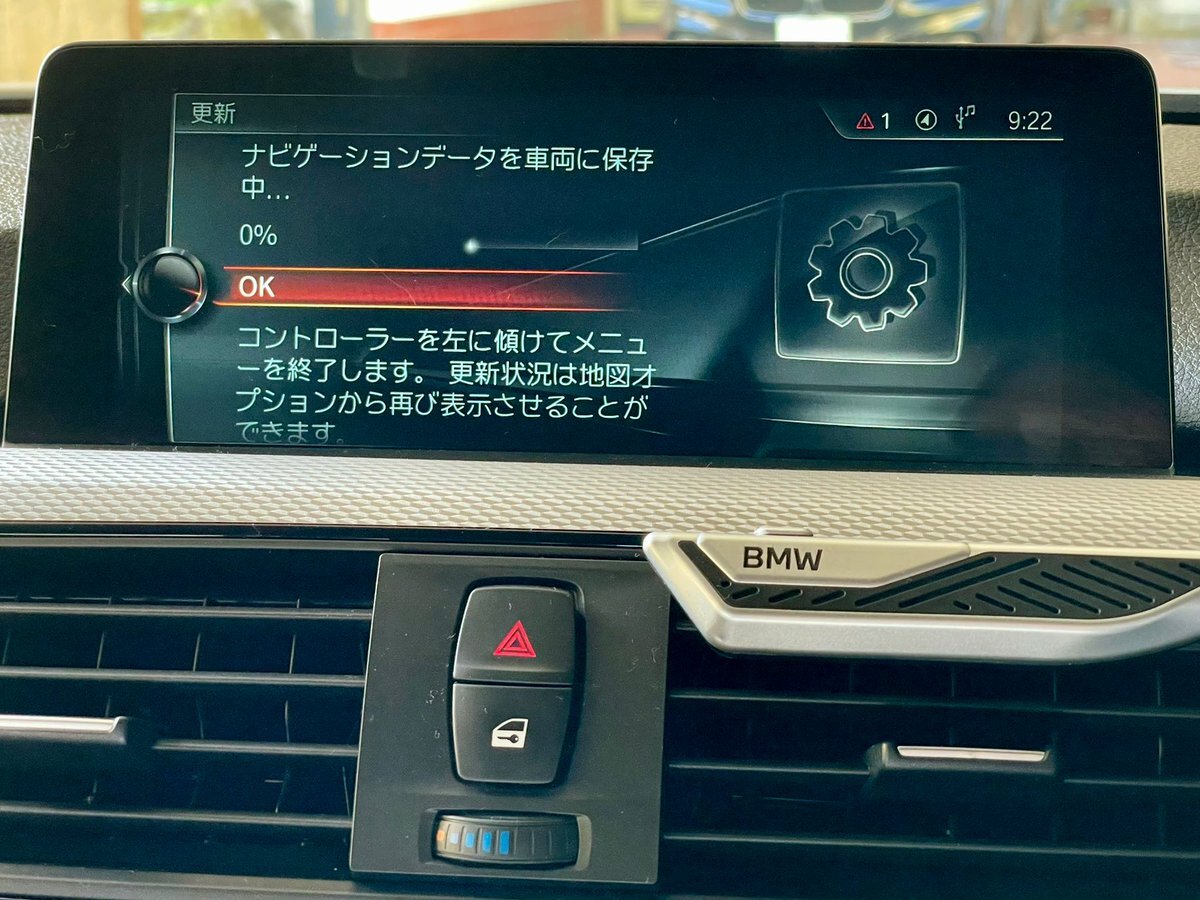 更新
1
9:22
ナビゲーションデータを車両に保存
中...
0%
OK
コントローラーを左に傾けてメニュ
ーを終了します。 更新状況は地図オ
プションから再び表示させることが
できます。
BMW